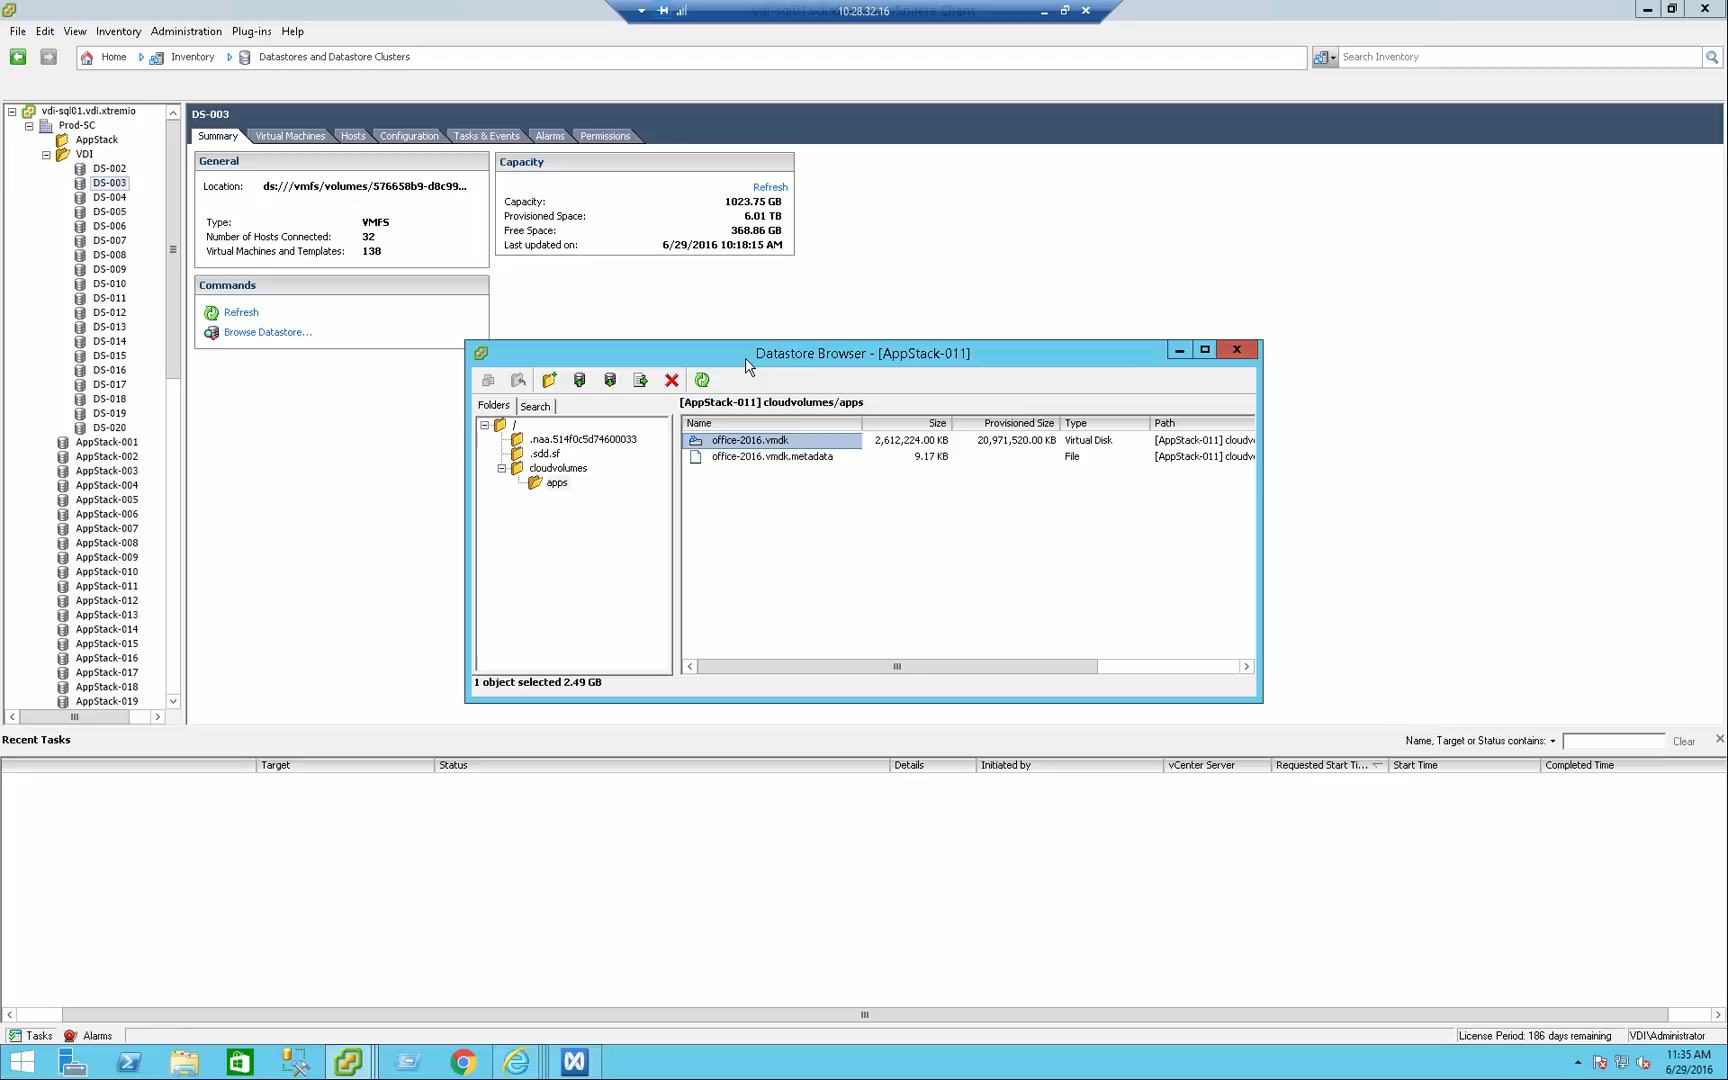 10.28.32.16
File Edit View Inventory Administration Plug-ins Help
Home Inventory Datastores and Datastore Clusters
Search Inventory
vdi-sql01.vdi.xtremio
Prod-SC
AppStack
VDI
DS-002
DS-003
DS-004
DS-005
DS-006
DS-007
DS-008
DS-009
DS-010
DS-011
DS-012
DS-013
DS-014
DS-015
DS-016
DS-017
DS-018
DS-019
DS-020
AppStack-001
AppStack-002
AppStack-003
AppStack-004
AppStack-005
AppStack-006
AppStack-007
AppStack-008
AppStack-009
AppStack-010
AppStack-011
AppStack-012
AppStack-013
AppStack-014
AppStack-015
AppStack-016
AppStack-017
AppStack-018
AppStack-019
DS-003
Summary Virtual Machines Hosts Configuration Tasks & Events Alarms Permissions
General
Location: ds:///vmfs/volumes/576658b9-d8c99...
Type: VMFS
Number of Hosts Connected: 32
Virtual Machines and Templates: 138
Commands
Refresh
Browse Datastore...
Capacity
Refresh
Capacity: 1023.75 GB
Provisioned Space: 6.01 TB
Free Space: 368.86 GB
Last updated on: 6/29/2016 10:18:15 AM
Datastore Browser - [AppStack-011]
Folders Search
/
.naa.514f0c5d74600033
.sdd.sf
cloudvolumes
apps
[AppStack-011] cloudvolumes/apps
Name Size Provisioned Size Type Path
office-2016.vmdk 2,612,224.00 KB 20,971,520.00 KB Virtual Disk [AppStack-011] cloudv
office-2016.vmdk.metadata 9.17 KB File [AppStack-011] cloudv
1 object selected 2.49 GB
Recent Tasks
Name, Target or Status contains: Clear
Target Status Details Initiated by vCenter Server Requested Start Ti... Start Time Completed Time
Tasks Alarms
License Period: 186 days remaining VDI\Administrator
11:35 AM
6/29/2016